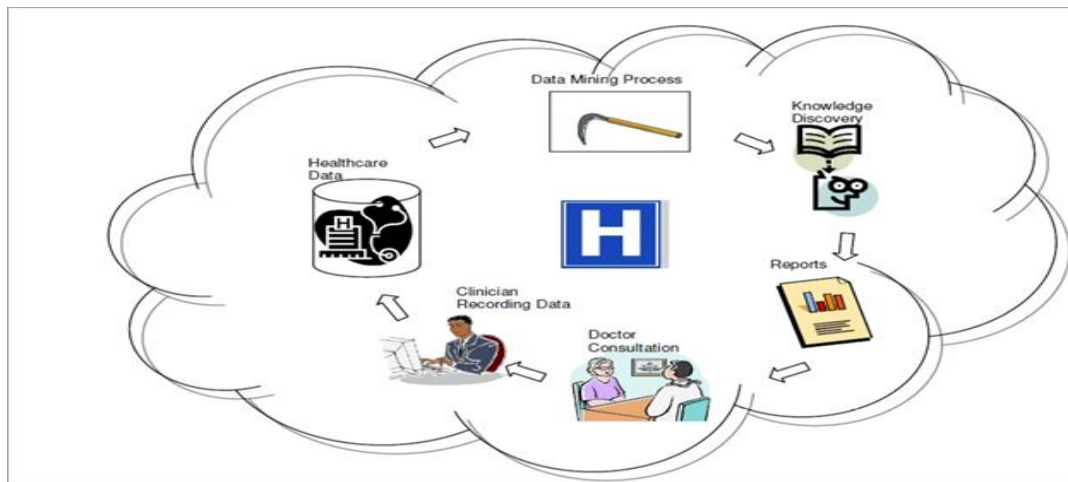 Data Mining Process
Knowledge
Discovery
Healthcare
Data
H
H
Reports
Clinician
Recording Data
Doctor
Consultation